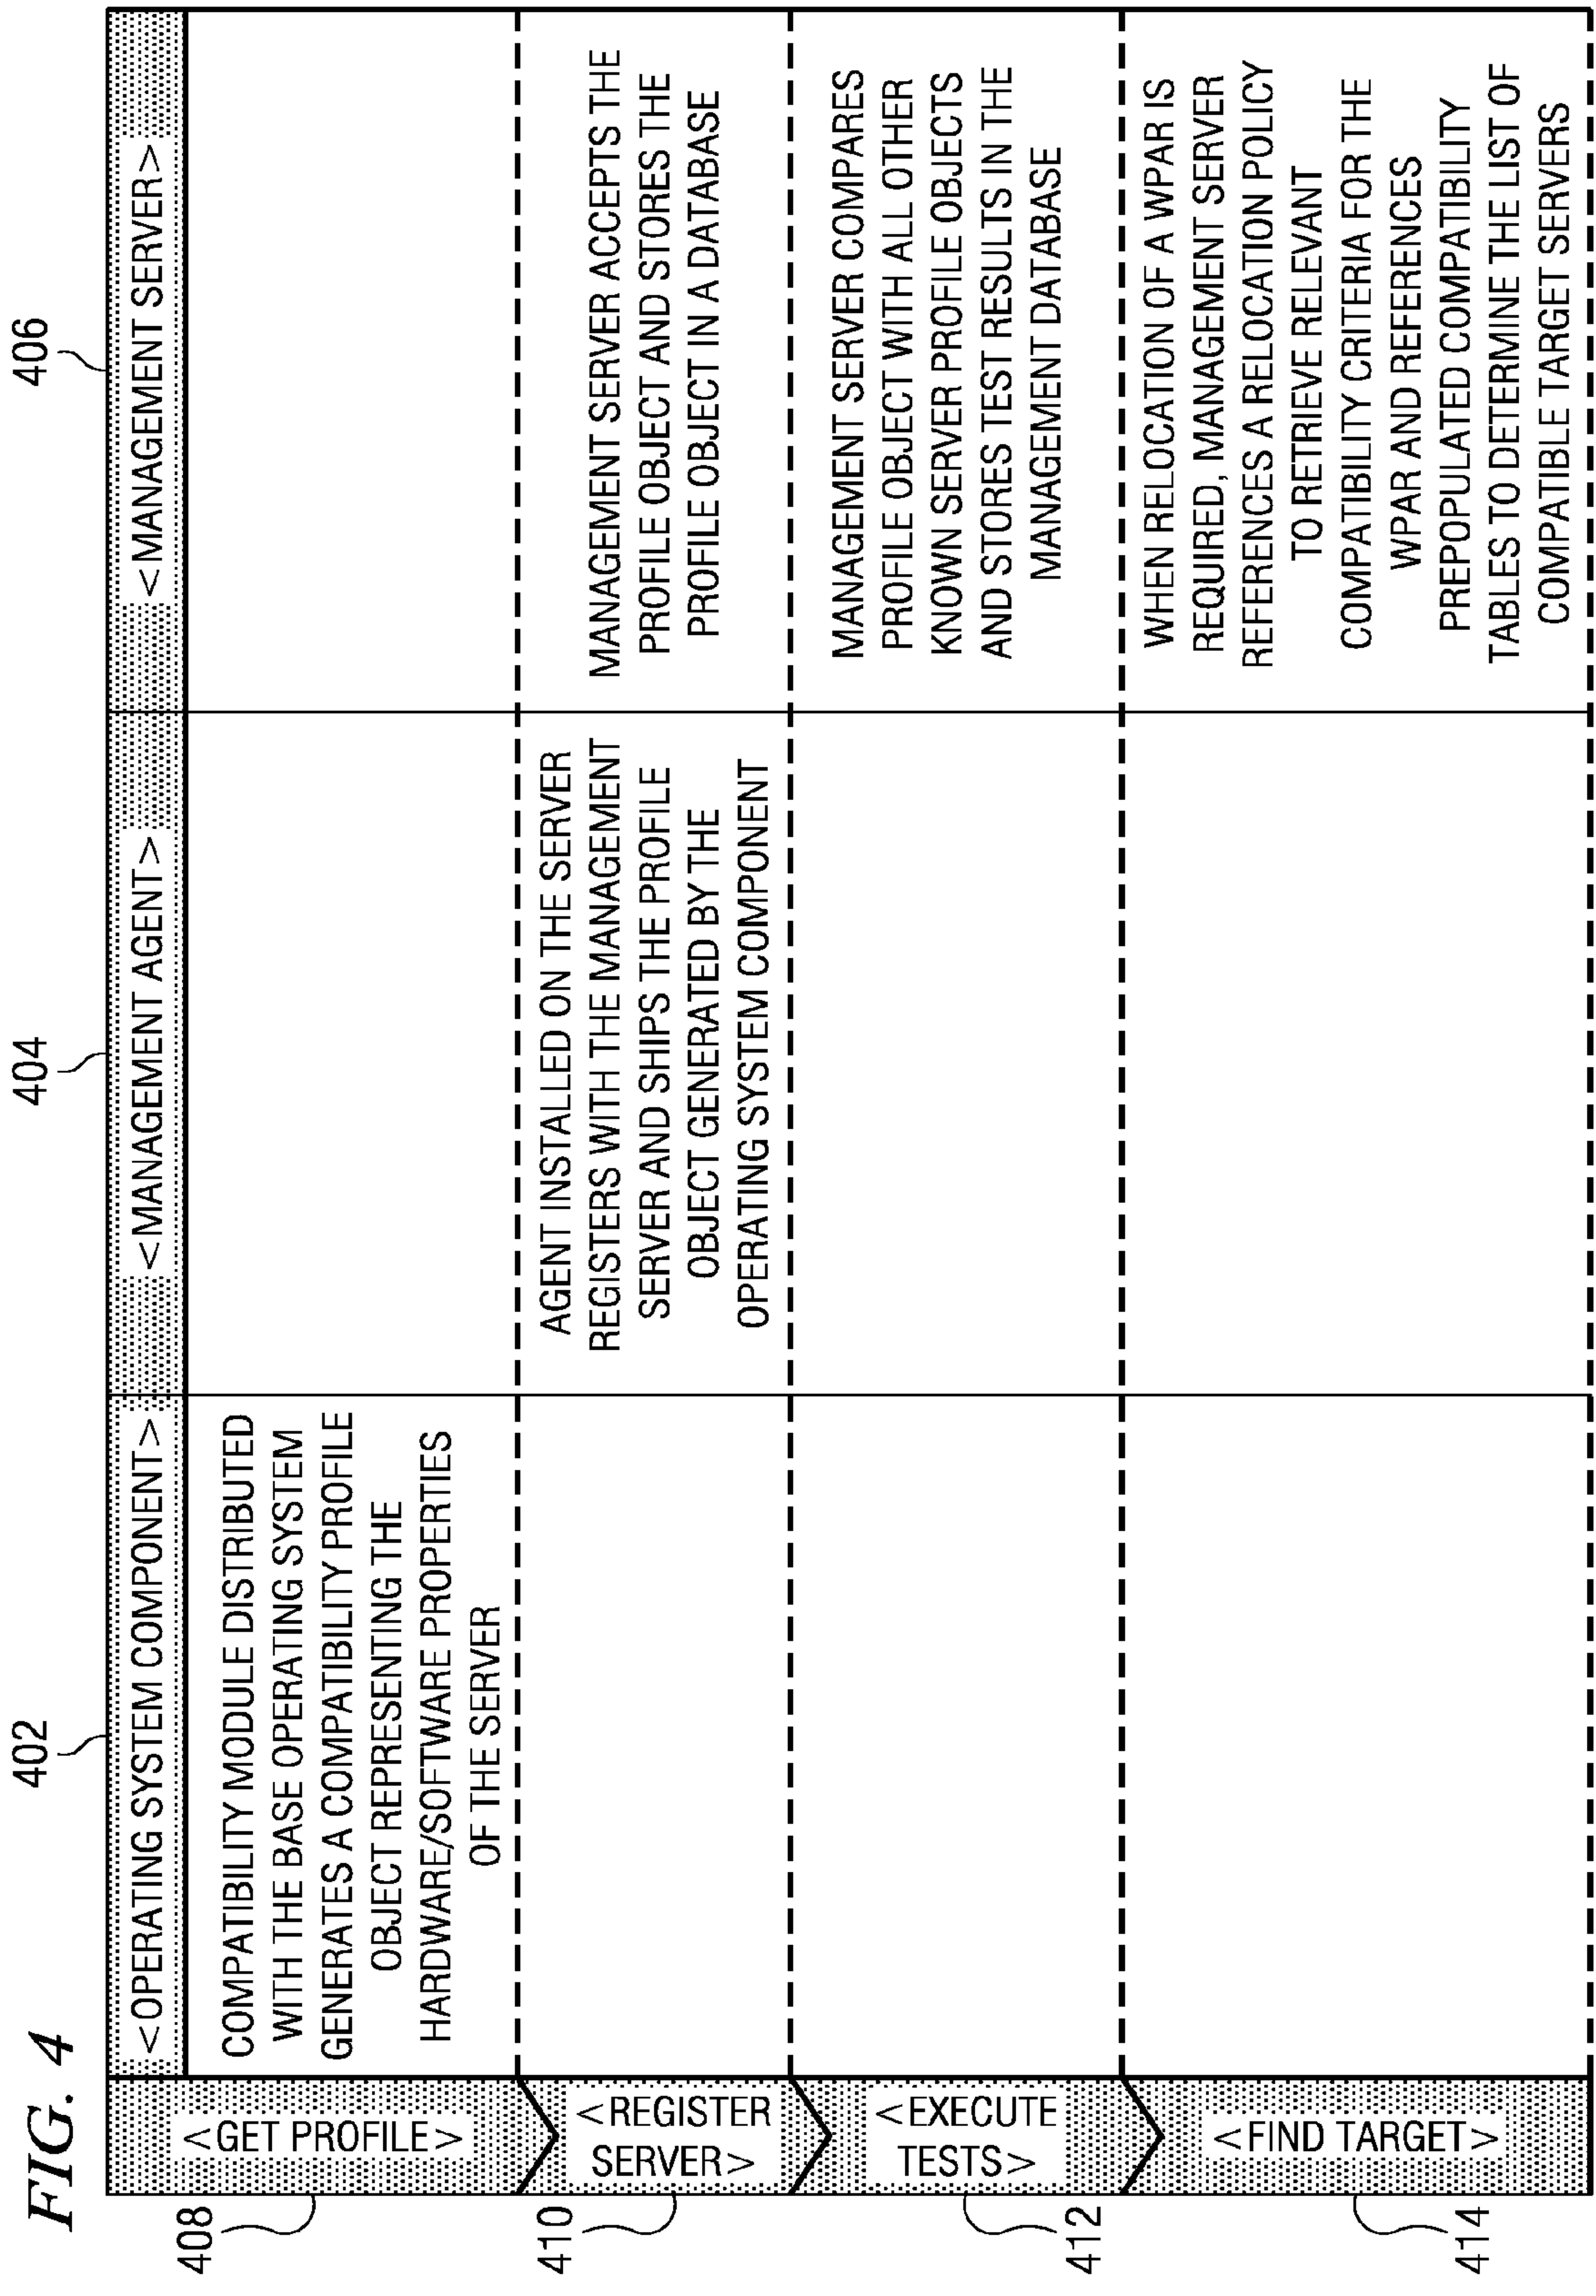 FIG. 4
402
404
406
<OPERATING SYSTEM COMPONENT>
<MANAGEMENT AGENT>
<MANAGEMENT SERVER>
408
<GET PROFILE>
COMPATIBILITY MODULE DISTRIBUTED
WITH THE BASE OPERATING SYSTEM
GENERATES A COMPATIBILITY PROFILE
OBJECT REPRESENTING THE
HARDWARE/SOFTWARE PROPERTIES
OF THE SERVER
410
<REGISTER
SERVER>
AGENT INSTALLED ON THE SERVER
REGISTERS WITH THE MANAGEMENT
SERVER AND SHIPS THE PROFILE
OBJECT GENERATED BY THE
OPERATING SYSTEM COMPONENT
MANAGEMENT SERVER ACCEPTS THE
PROFILE OBJECT AND STORES THE
PROFILE OBJECT IN A DATABASE
412
<EXECUTE
TESTS>
MANAGEMENT SERVER COMPARES
PROFILE OBJECT WITH ALL OTHER
KNOWN SERVER PROFILE OBJECTS
AND STORES TEST RESULTS IN THE
MANAGEMENT DATABASE
414
<FIND TARGET>
WHEN RELOCATION OF A WPAR IS
REQUIRED, MANAGEMENT SERVER
REFERENCES A RELOCATION POLICY
TO RETRIEVE RELEVANT
COMPATIBILITY CRITERIA FOR THE
WPAR AND REFERENCES
PREPOPULATED COMPATIBILITY
TABLES TO DETERMINE THE LIST OF
COMPATIBLE TARGET SERVERS